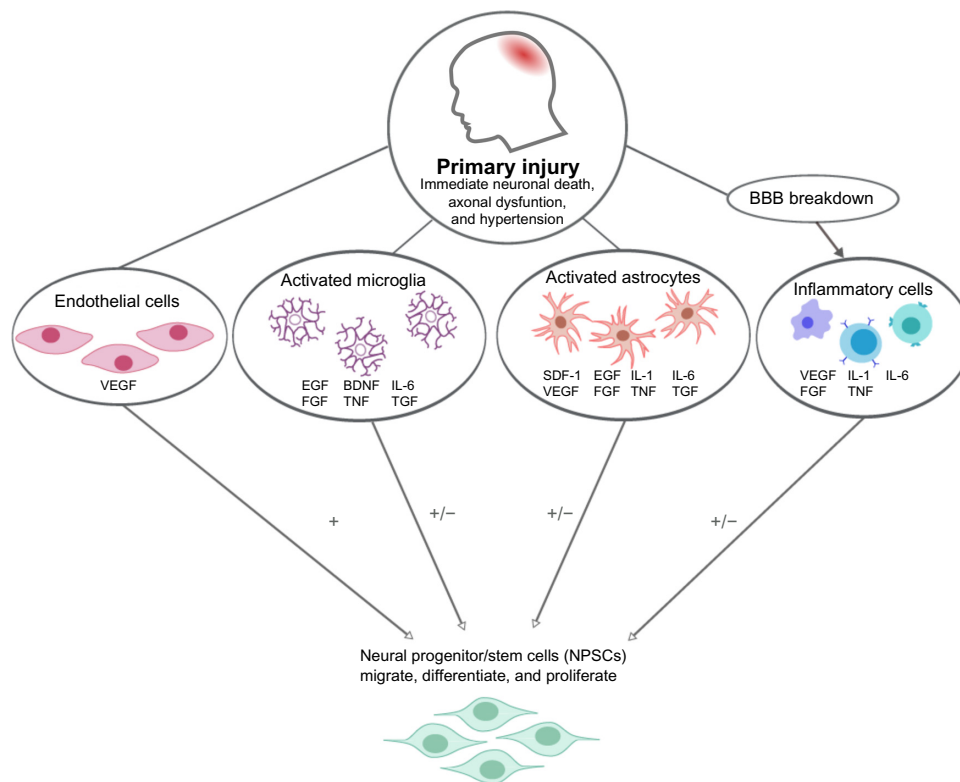 Primary injury
Immediate neuronal death,
axonal dysfuntion,
and hypertension
BBB breakdown
Endothelial cells
VEGF
Activated microglia
EGF BDNF IL-6
FGF TNF TGF
Activated astrocytes
SDF-1 EGF IL-1 IL-6
VEGF FGF TNF TGF
Inflammatory cells
VEGF IL-1 IL-6
FGF TNF
+
+/−
+/−
+/−
Neural progenitor/stem cells (NPSCs)
migrate, differentiate, and proliferate